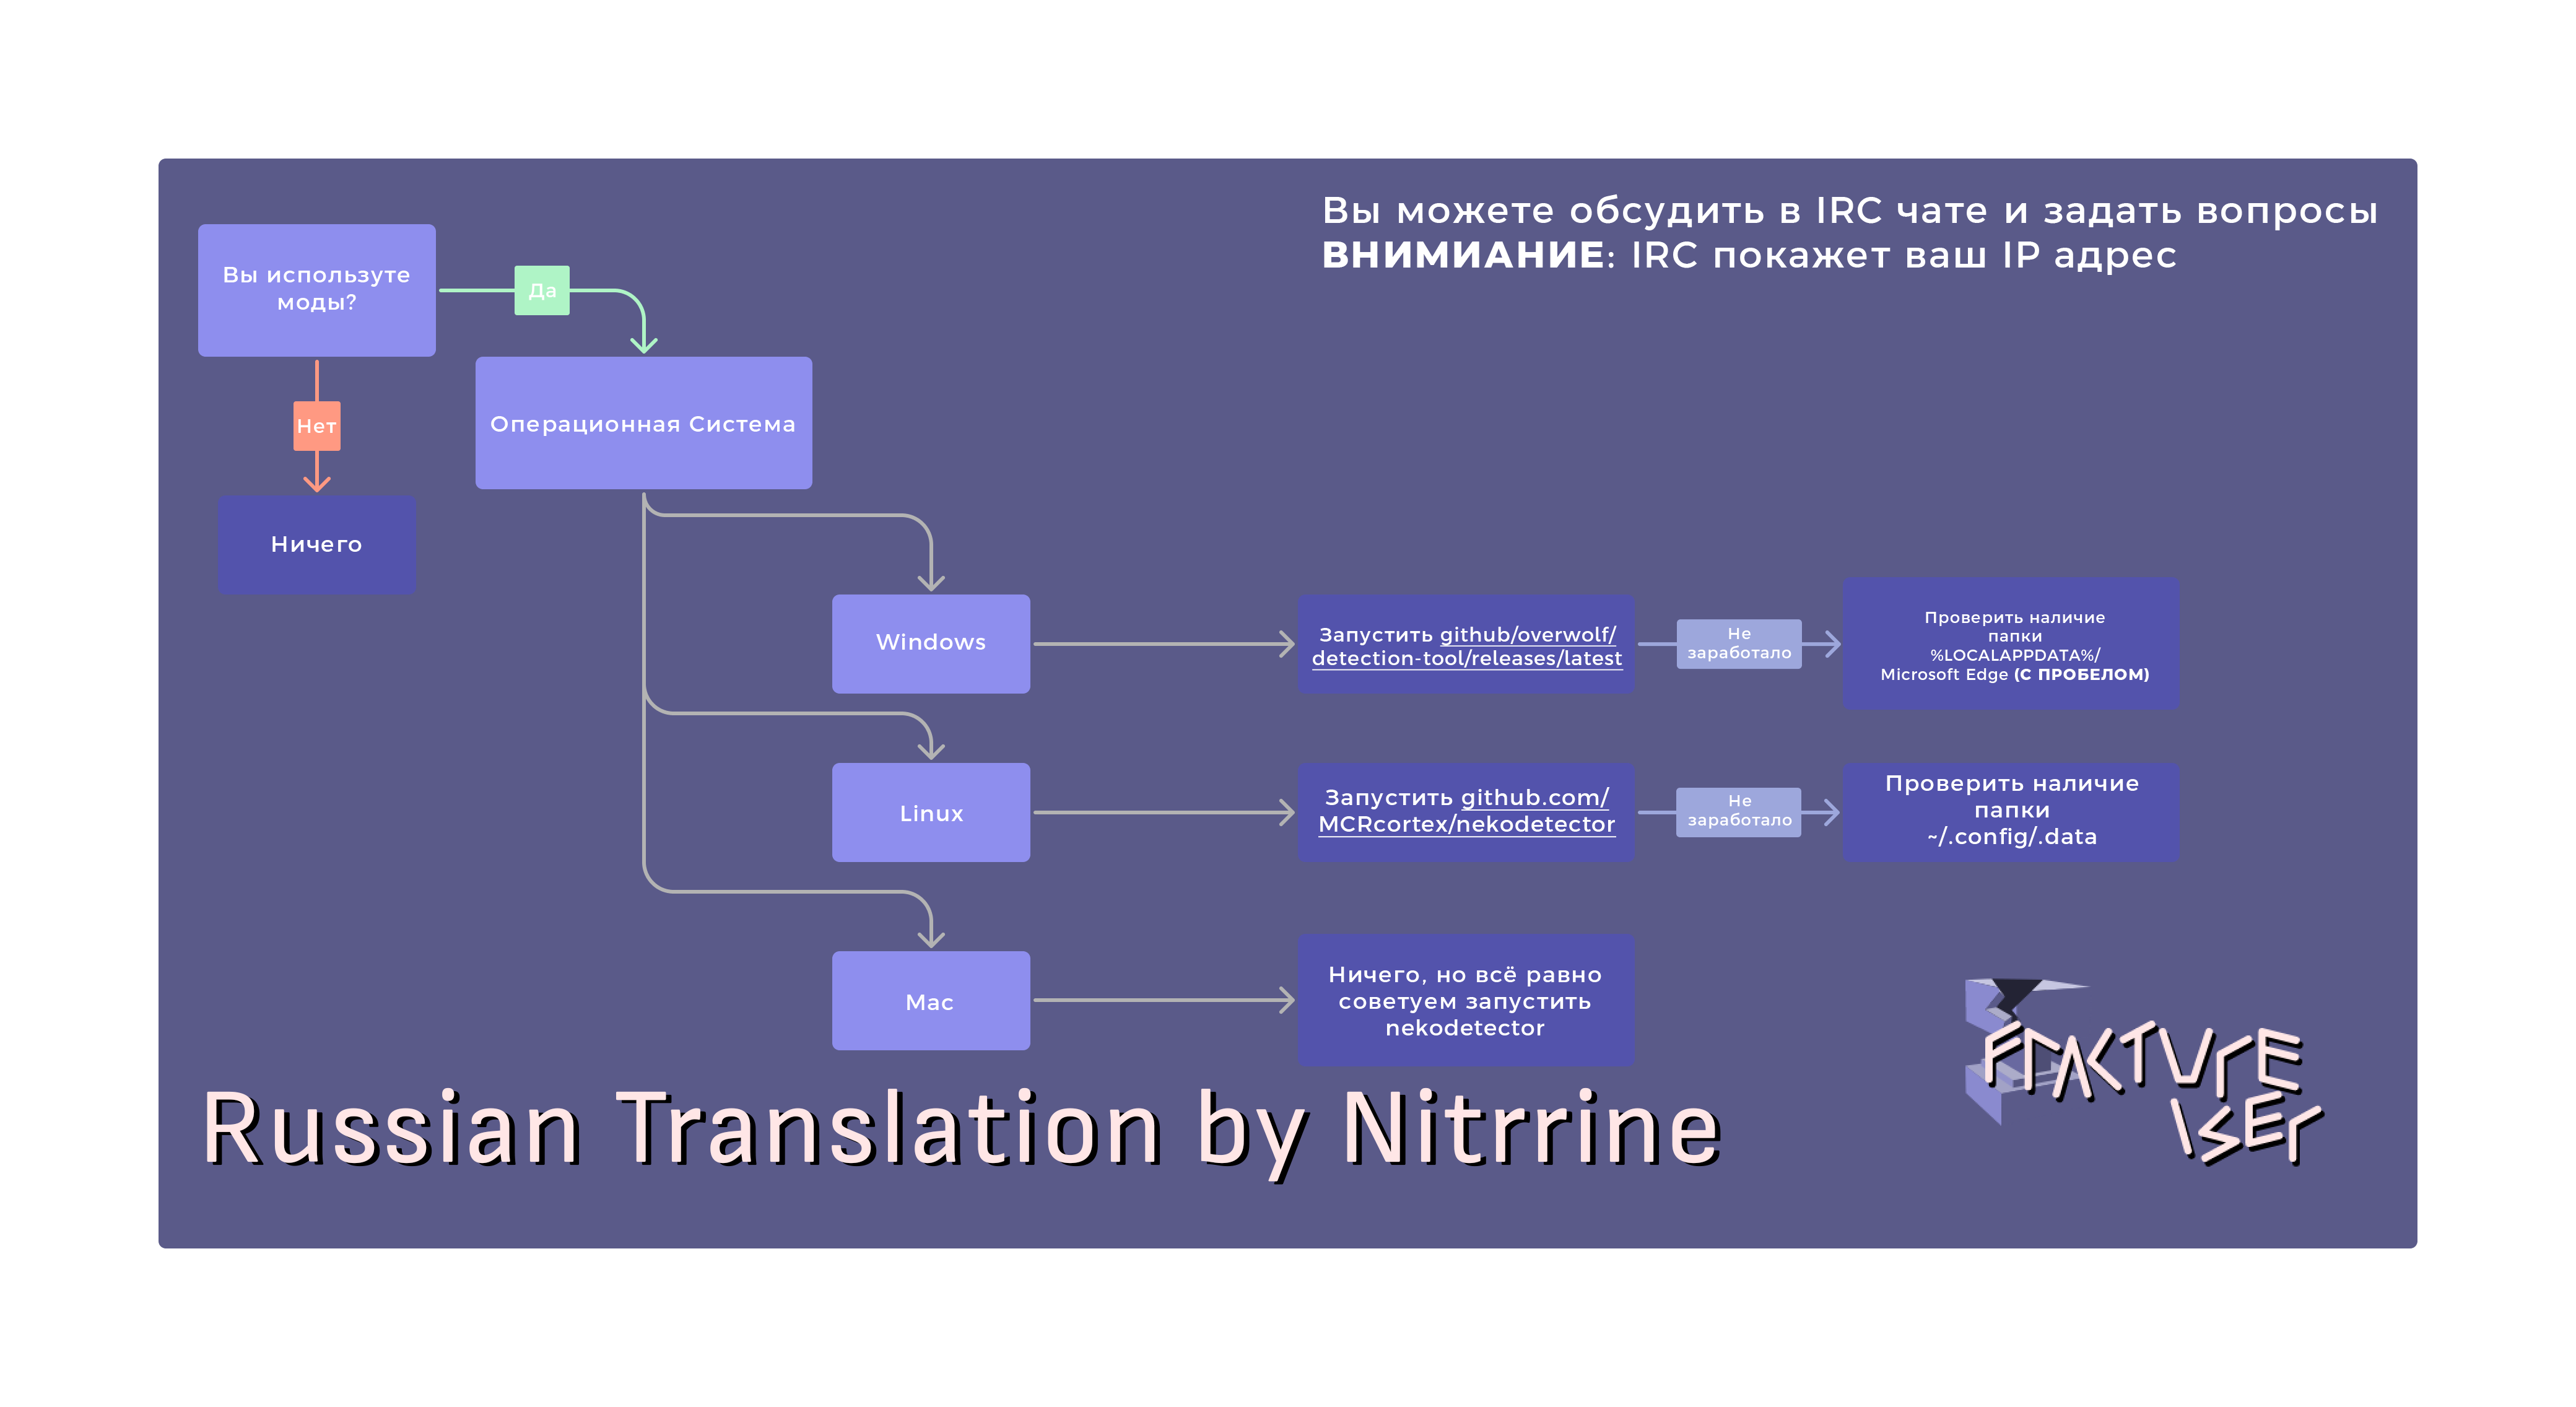 Вы можете обсудить в IRC чате и задать вопросы
ВНИМИАНИЕ: IRC покажет ваш IP адрес
Вы используте
моды?
Да
Нет
Ничего
Операционная Система
Windows
Запустить github/overwolf/
detection-tool/releases/latest
Не
заработало
Проверить наличие
папки
%LOCALAPPDATA%/
Microsoft Edge (С ПРОБЕЛОМ)
Linux
Запустить github.com/
MCRcortex/nekodetector
Не
заработало
Проверить наличие
папки
~/.config/.data
Mac
Ничего, но всё равно
советуем запустить
nekodetector
Russian Translation by Nitrrine
FRACTURE
ISER